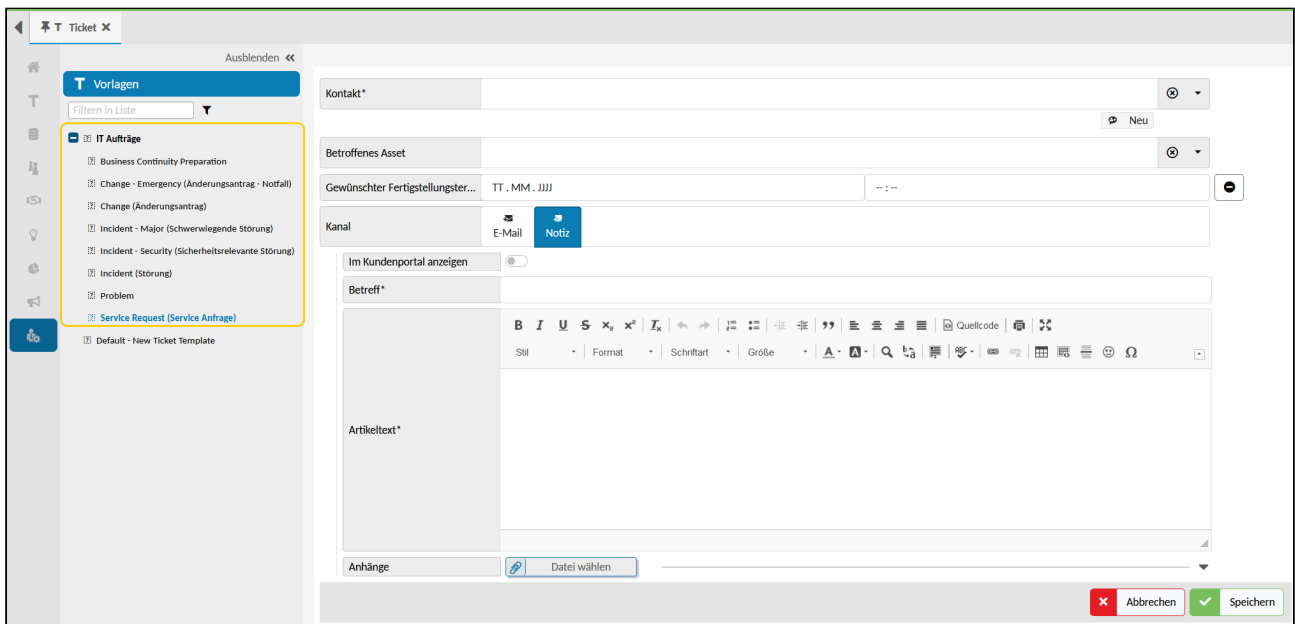 T Ticket
Ausblenden
T Vorlagen
Filtern in Liste
IT Aufträge
Business Continuity Preparation
Change - Emergency (Änderungsantrag - Notfall)
Change (Änderungsantrag)
Incident - Major (Schwerwiegende Störung)
Incident - Security (Sicherheitsrelevante Störung)
Incident (Störung)
Problem
Service Request (Service Anfrage)
Default - New Ticket Template
Kontakt*
Neu
Betroffenes Asset
Gewünschter Fertigstellungster... TT . MM . JJJJ -- : --
Kanal E-Mail Notiz
Im Kundenportal anzeigen
Betreff*
B I U S x₂ x² Ix Quellcode
Stil Format Schriftart Größe A A Ω
Artikeltext*
Anhänge Datei wählen
Abbrechen Speichern